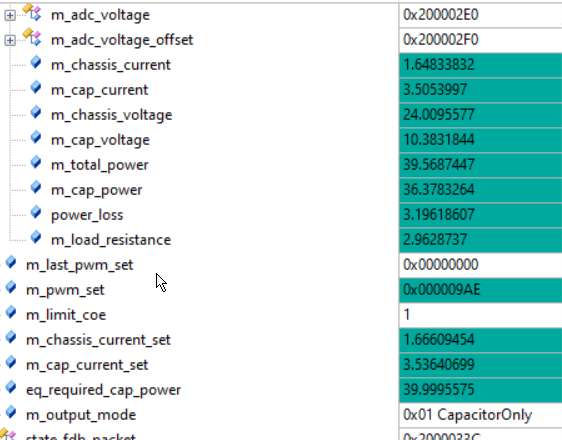 m_adc_voltage 0x200002E0
m_adc_voltage_offset 0x200002F0
m_chassis_current 1.64833832
m_cap_current 3.5053997
m_chassis_voltage 24.0095577
m_cap_voltage 10.3831844
m_total_power 39.5687447
m_cap_power 36.3783264
power_loss 3.19618607
m_load_resistance 2.9628737
m_last_pwm_set 0x00000000
m_pwm_set 0x000009AE
m_limit_coe 1
m_chassis_current_set 1.66609454
m_cap_current_set 3.53640699
eq_required_cap_power 39.9995575
m_output_mode 0x01 CapacitorOnly
state_fdb_packet 0x2000033C